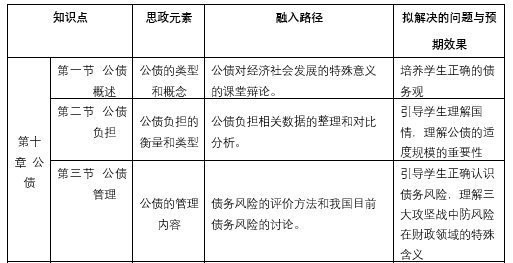 知识点 思政元素 融入路径 拟解决的问题与预
期效果
第十
章 公
债
第一节 公债
概述
公债的类型
和概念
公债对经济社会发展的特殊意义
的课堂辩论。
培养学生正确的债
务观
第二节 公债
负担
公债负担的
衡量和类型
公债负担相关数据的整理和对比
分析。
引导学生理解国
情，理解公债的适
度规模的重要性
第三节 公债
管理
公债的管理
内容
债务风险的评价方法和我国目前
债务风险的讨论。
引导学生正确认识
债务风险，理解三
大攻坚战中防风险
在财政领域的特殊
含义